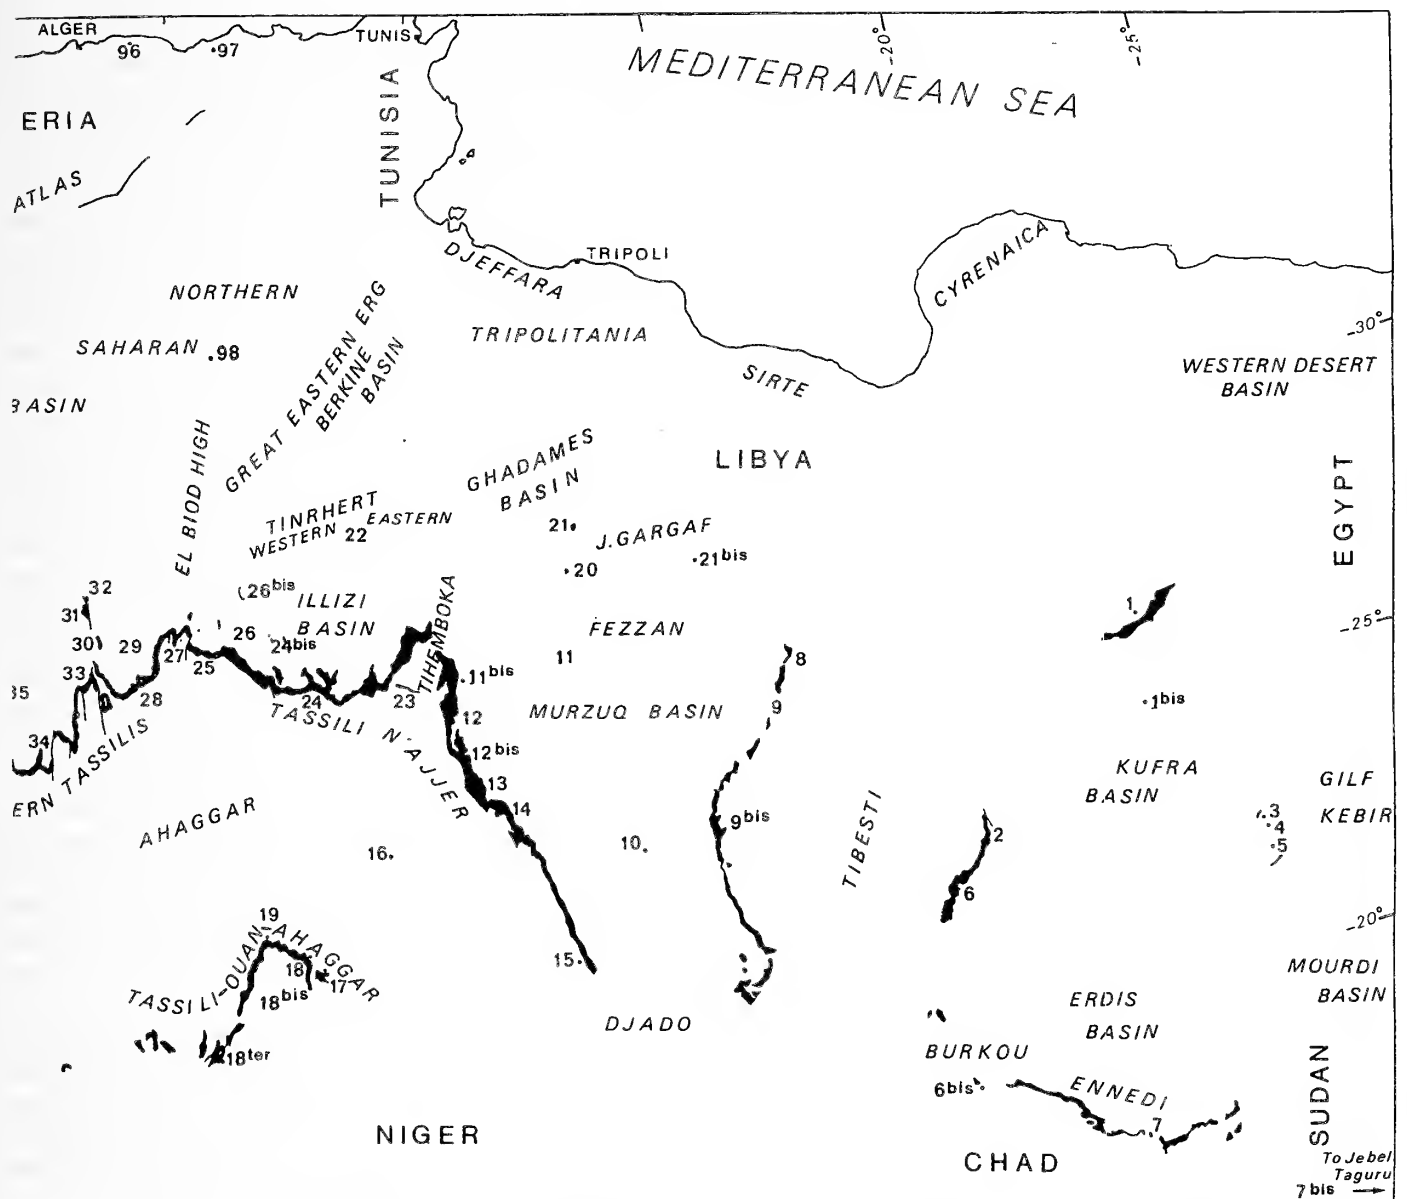 ALGER
96
.97
TUNIS
-20°
-25°
MEDITERRANEAN SEA
ERIA
TUNISIA
ATLAS
DJEFFARA
TRIPOLI
CYRENAICA
NORTHERN
SAHARAN
.98
BASIN
GREAT EASTERN ERG
BERKINE
BASIN
TRIPOLITANIA
SIRTE
-30°
WESTERN DESERT
BASIN
EL BIOD HIGH
GHADAMES
BASIN
LIBYA
EGYPT
TINRHERT
WESTERN
EASTERN
22
21.
J. GARGAF
.20
.21bis
32
31
30
29
33
35
34
28
27
25
26
26bis
24bis
24
23
ILLIZI
BASIN
TIHEMBOKA
FEZZAN
11
.11bis
12
12bis
13
14
MURZUQ BASIN
8
9
9bis
1.
-25°
.1bis
ERN TASSILIS
TASSILI N'AJJER
AHAGGAR
16.
10.
TIBESTI
KUFRA
BASIN
GILF
KEBIR
.3
.4
.5
2
6
-20°
19
TASSILI-OUAN-AHAGGAR
18
17
18bis
18ter
15.
DJADO
MOURDI
BASIN
ERDIS
BASIN
BURKOU
6bis
ENNEDI
7
NIGER
CHAD
SUDAN
To Jebel
Taguru
7 bis